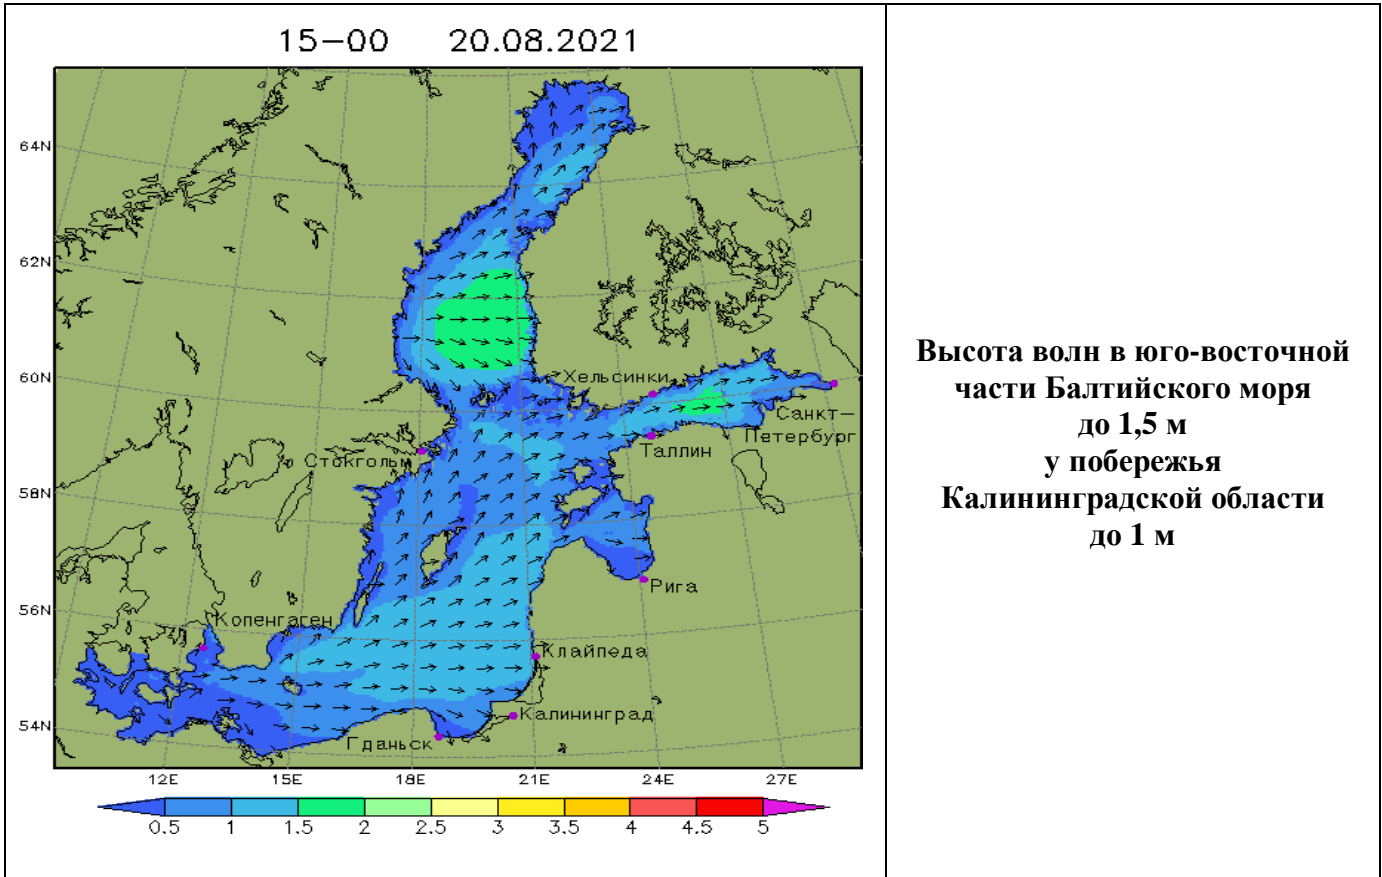 15-00 20.08.2021
64N
62N
60N
58N
56N
54N
Хельсинки
Санкт-
Петербург
Таллин
Стокгольм
Рига
Копенгаген
Клайпеда
Калининград
Гданьск
12E 15E 18E 21E 24E 27E
0.5 1 1.5 2 2.5 3 3.5 4 4.5 5
Высота волн в юго-восточной
части Балтийского моря
до 1,5 м
у побережья
Калининградской области
до 1 м